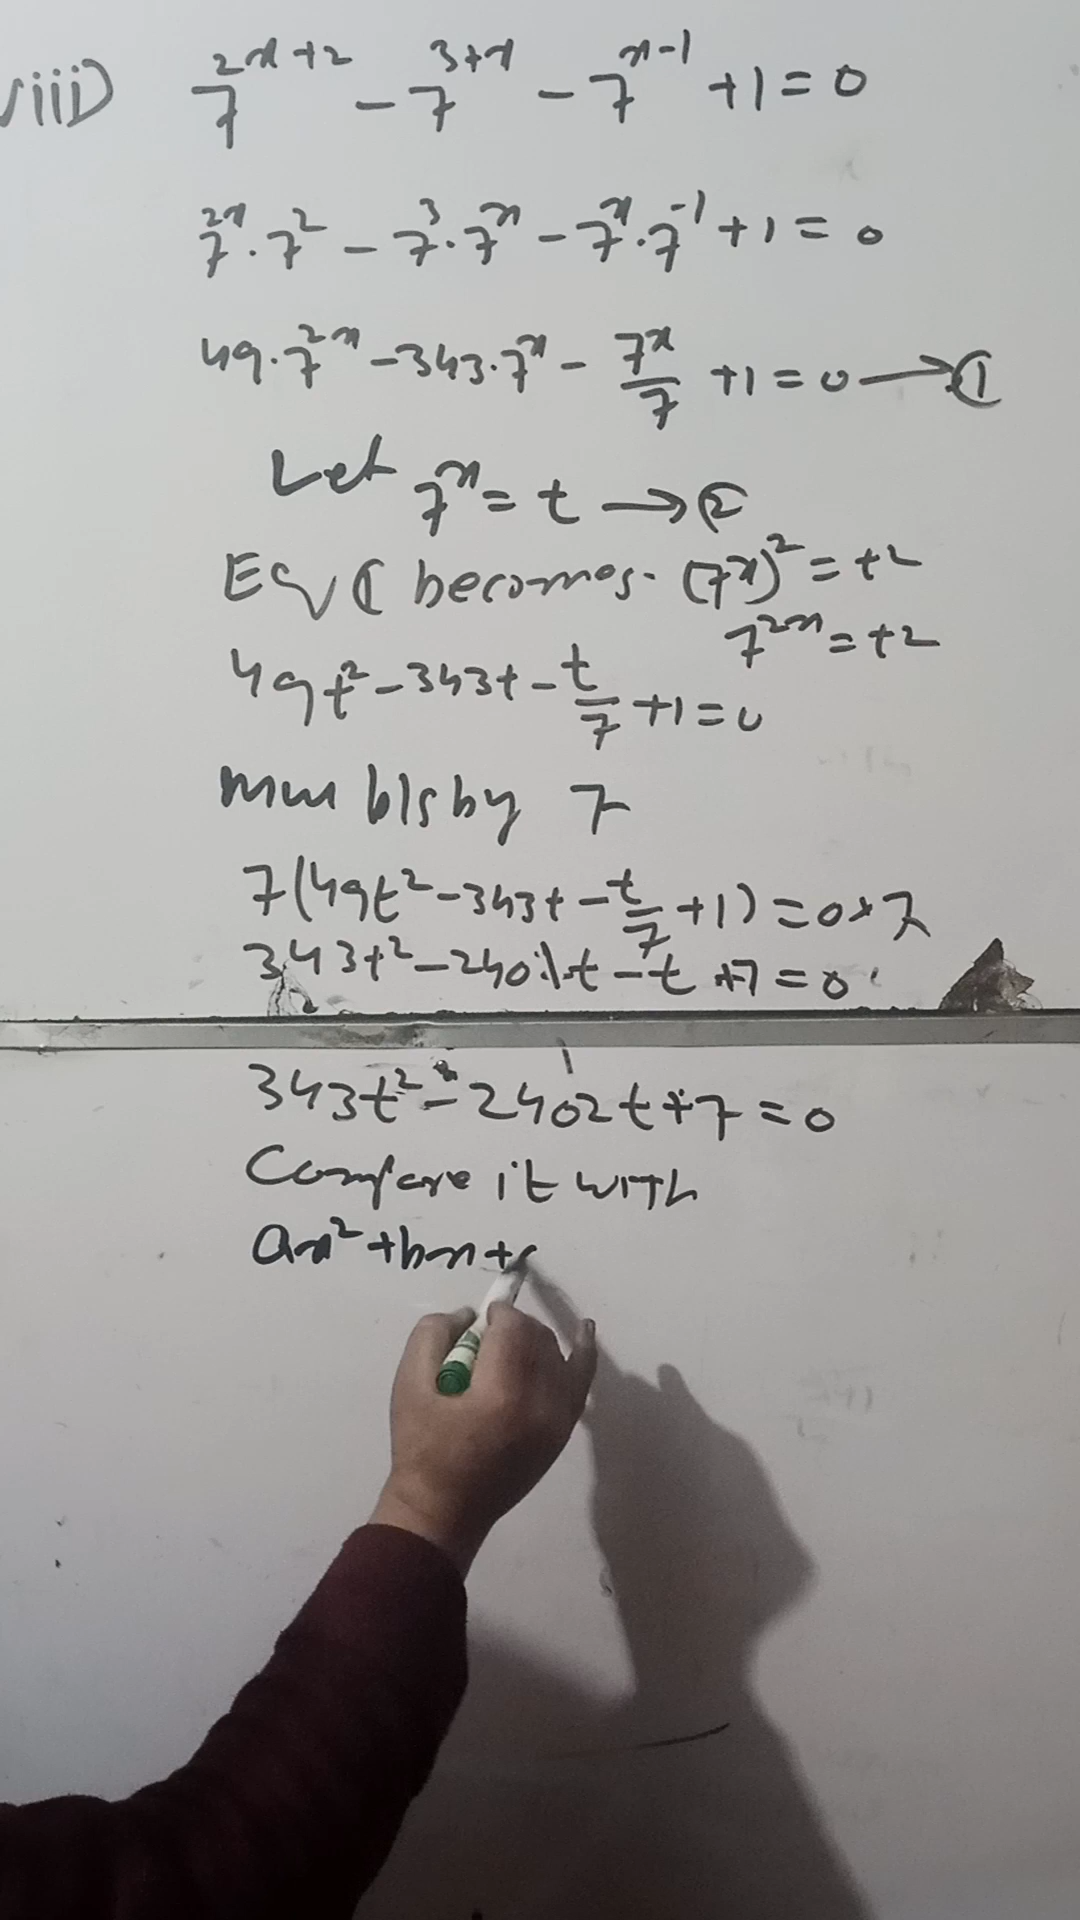 viii) 7^{2x+2} - 7^{3+x} - 7^{x-1} + 1 = 0
7^{2x} . 7^2 - 7^3 . 7^x - 7^x . 7^{-1} + 1 = 0
49 . 7^{2x} - 343 . 7^x - 7^x/7 + 1 = 0 → ①
Let 7^x = t → ②
Eq ① becomes. (7^x)^2 = t2
7^{2x} = t2
49t^2 - 343t - t/7 + 1 = 0
mul b/s by 7
7(49t^2 - 343t - t/7 + 1) = 0 × 7
343t^2 - 2401t - t + 7 = 0
343t^2 - 2402t + 7 = 0
Compare it with
ax^2 + bx + c